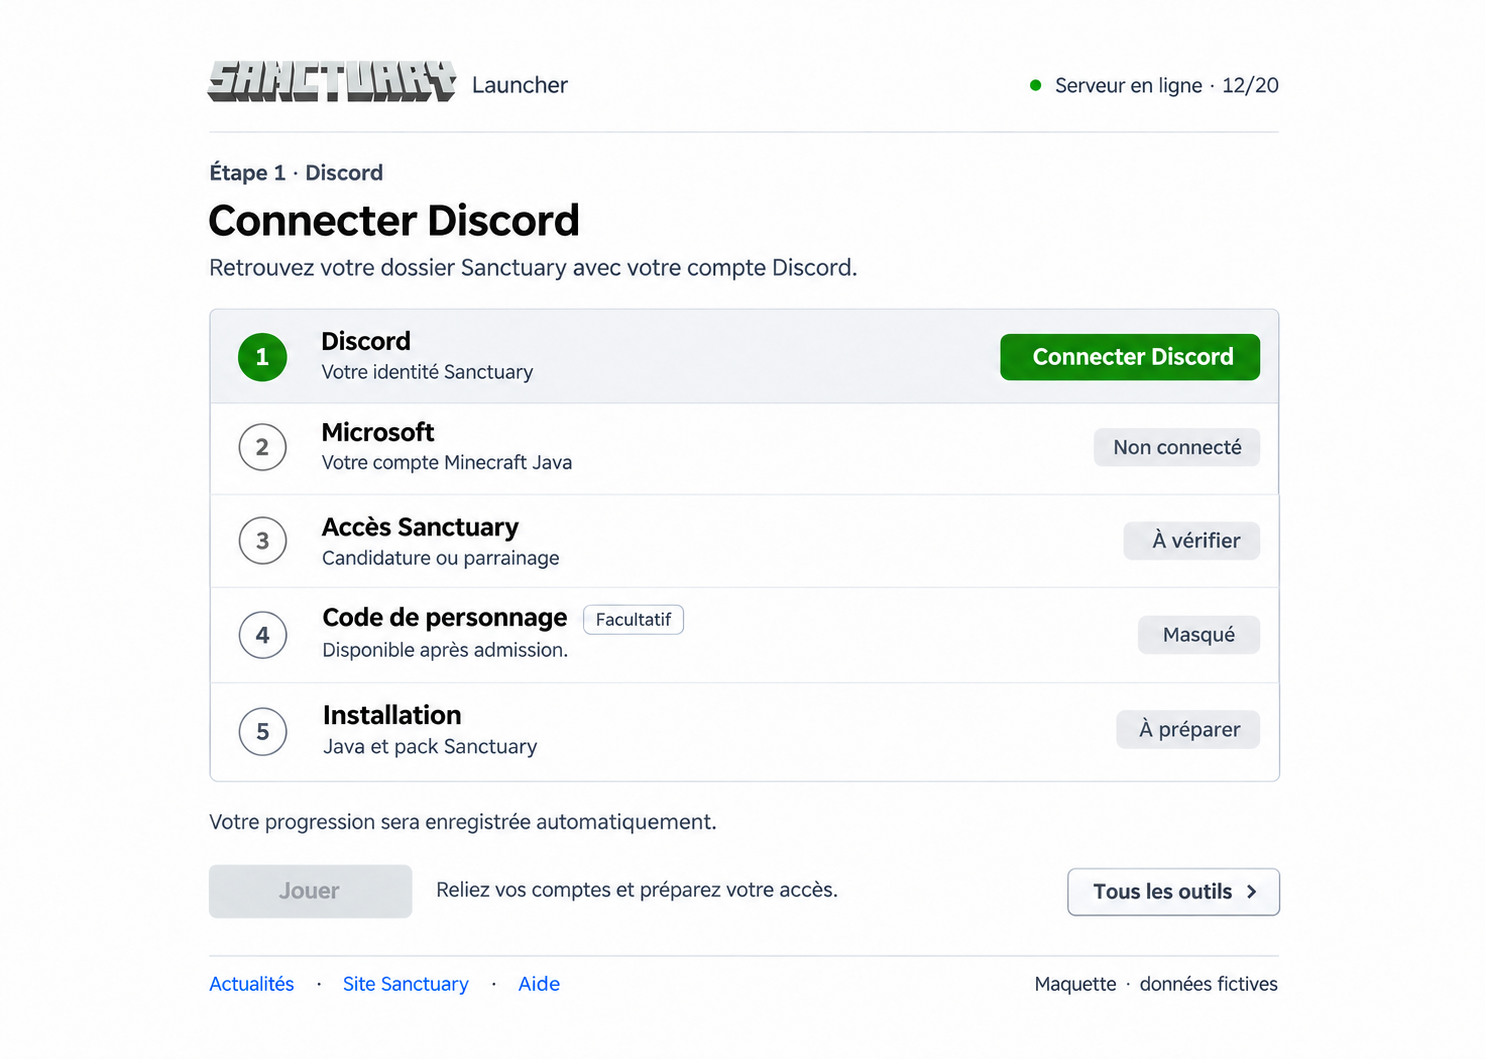 SANCTUARY Launcher
Serveur en ligne · 12/20
Étape 1 · Discord
Connecter Discord
Retrouvez votre dossier Sanctuary avec votre compte Discord.
1 Discord
Votre identité Sanctuary
Connecter Discord
2 Microsoft
Votre compte Minecraft Java
Non connecté
3 Accès Sanctuary
Candidature ou parrainage
À vérifier
4 Code de personnage Facultatif
Disponible après admission.
Masqué
5 Installation
Java et pack Sanctuary
À préparer
Votre progression sera enregistrée automatiquement.
Jouer Reliez vos comptes et préparez votre accès. Tous les outils >
Actualités · Site Sanctuary · Aide
Maquette · données fictives